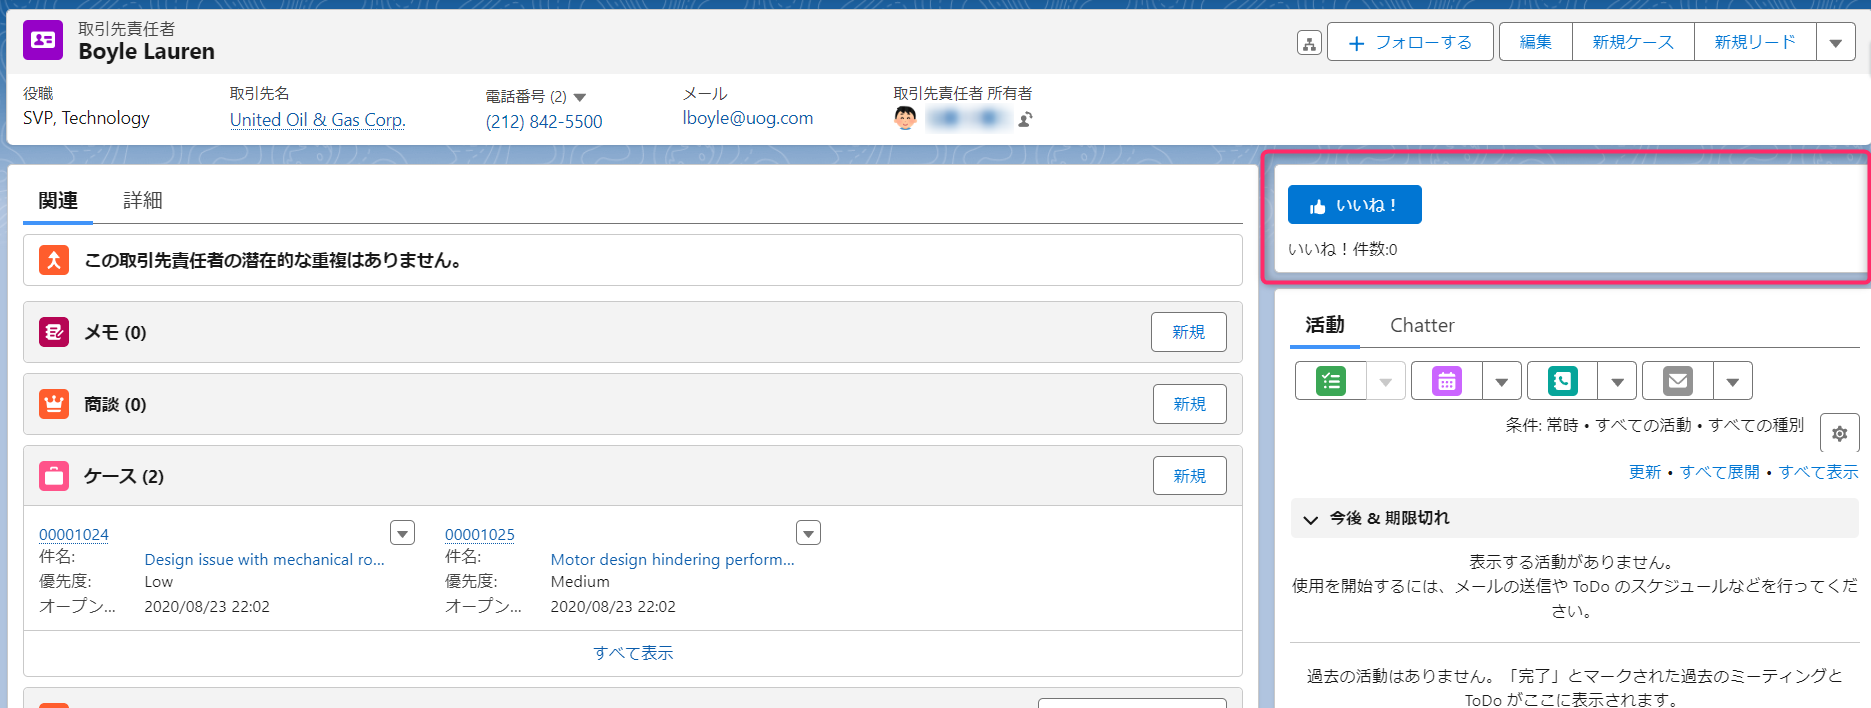 取引先責任者
Boyle Lauren
フォローする
編集
新規ケース
新規リード
役職
SVP, Technology
取引先名
United Oil & Gas Corp.
電話番号 (2)
(212) 842-5500
メール
lboyle@uog.com
取引先責任者 所有者
関連
詳細
この取引先責任者の潜在的な重複はありません。
メモ (0)
新規
商談 (0)
新規
ケース (2)
新規
00001024
件名:
Design issue with mechanical ro...
優先度:
Low
オープン...
2020/08/23 22:02
00001025
件名:
Motor design hindering perform...
優先度:
Medium
オープン...
2020/08/23 22:02
すべて表示
いいね！
いいね！件数:0
活動
Chatter
条件: 常時 • すべての活動 • すべての種別
更新 • すべて展開 • すべて表示
今後 & 期限切れ
表示する活動がありません。
使用を開始するには、メールの送信や ToDo のスケジュールなどを行ってくだ
さい。
過去の活動はありません。「完了」とマークされた過去のミーティングと
ToDo がここに表示されます。